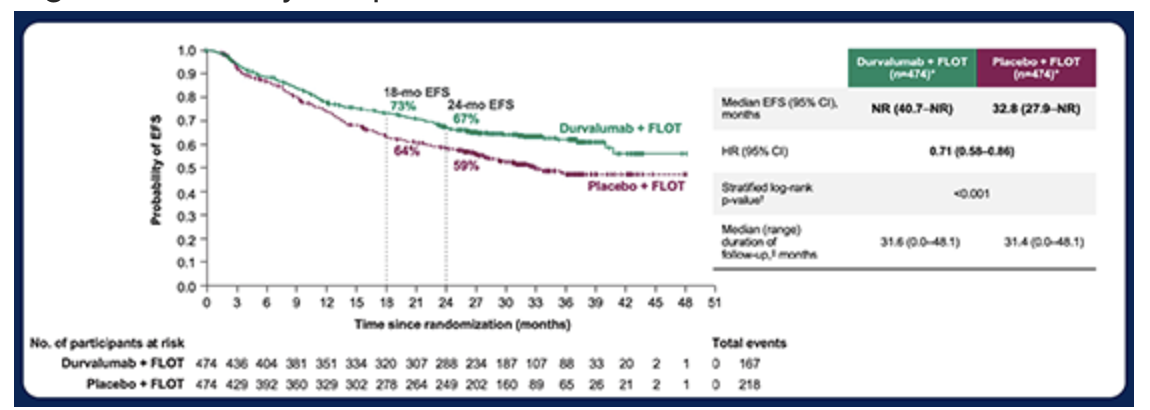 1.0
0.9
0.8
0.7
0.6
0.5
0.4
0.3
0.2
0.1
0.0
Probability of EFS
18-mo EFS
73%
24-mo EFS
67%
Durvalumab + FLOT
64%
59%
Placebo + FLOT
0 3 6 9 12 15 18 21 24 27 30 33 36 39 42 45 48 51
Time since randomization (months)
No. of participants at risk
Durvalumab + FLOT 474 436 404 381 351 334 320 307 288 234 187 107 88 33 20 2 1 0
Placebo + FLOT 474 429 392 360 329 302 278 264 249 202 160 89 65 26 21 2 1 0
Total events
167
218
Durvalumab + FLOT (n=474)* Placebo + FLOT (n=474)*
Median EFS (95% CI), months NR (40.7–NR) 32.8 (27.9–NR)
HR (95% CI) 0.71 (0.58–0.86)
Stratified log-rank p-value† <0.001
Median (range) duration of follow-up,§ months 31.6 (0.0–48.1) 31.4 (0.0–48.1)